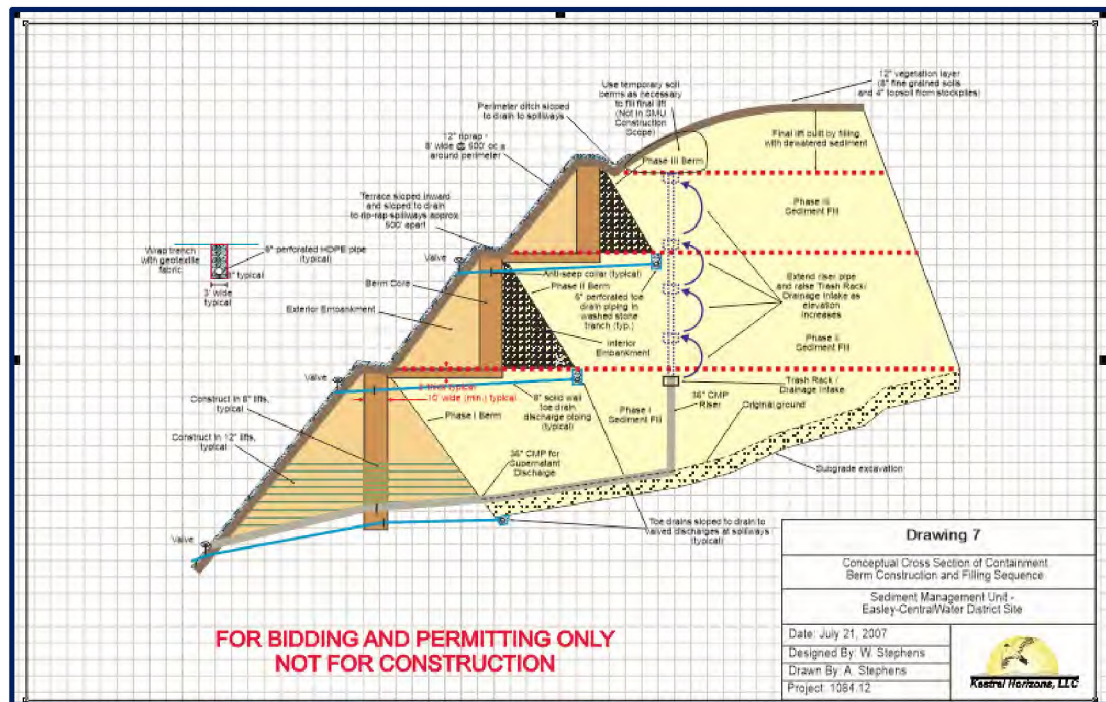 12" vegetation layer
(8" fine grained soils
and 4" topsoil from stockpiles)
Use temporary soil
berms as necessary
to fill final lift
(Not in SMU
Construction
Scope)
Perimeter ditch sloped
to drain to spillways
12" riprap
8' wide @ 600' oc a
around perimeter
Final lift built by filling
with dewatered sediment
Phase III Berm
Terrace sloped inward
and sloped to drain
to rip-rap spillways approx
600' apart
Phase III
Sediment Fill
Wrap trench
with geotextile
fabric
6" perforated HDPE pipe
(typical)
typical
3' wide
typical
Valve
Anti-seep collar (typical)
Phase II Berm
Berm Core
Exterior Embankment
6" perforated toe
drain piping in
washed stone
trench (typ.)
Extend riser pipe
and raise Trash Rack/
Drainage Intake as
elevation
increases
Interior
Embankment
Phase II
Sediment Fill
Valve
typical
10' wide (min.) typical
8" solid wall
toe drain
discharge piping
(typical)
Trash Rack /
Drainage Intake
36" CMP
Riser
Original ground
Phase I
Sediment Fill
Phase I Berm
Construct in 6" lifts,
typical
Construct in 12" lifts,
typical
36" CMP for
Supernatant
Discharge
Subgrade excavation
Valve
Toe drains sloped to drain to
valved discharges at spillways
(typical)
FOR BIDDING AND PERMITTING ONLY
NOT FOR CONSTRUCTION
Drawing 7
Conceptual Cross Section of Containment
Berm Construction and Filling Sequence
Sediment Management Unit -
Easley-CentralWater District Site
Date: July 21, 2007
Designed By: W. Stephens
Drawn By: A. Stephens
Project: 1084.12
Kestrel Horizons, LLC